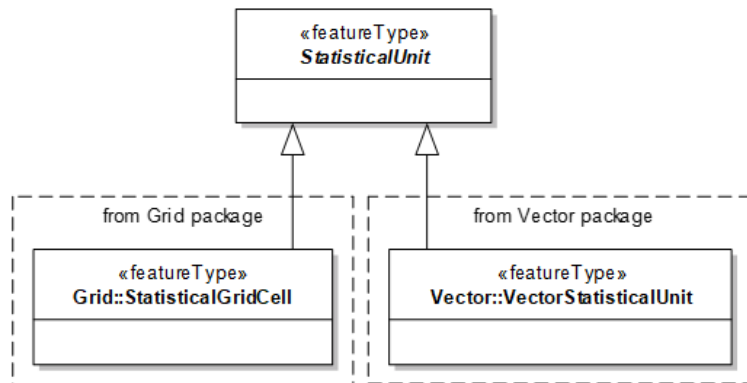 «featureType»
StatisticalUnit
from Grid package
from Vector package
«featureType»
Grid::StatisticalGridCell
«featureType»
Vector::VectorStatisticalUnit